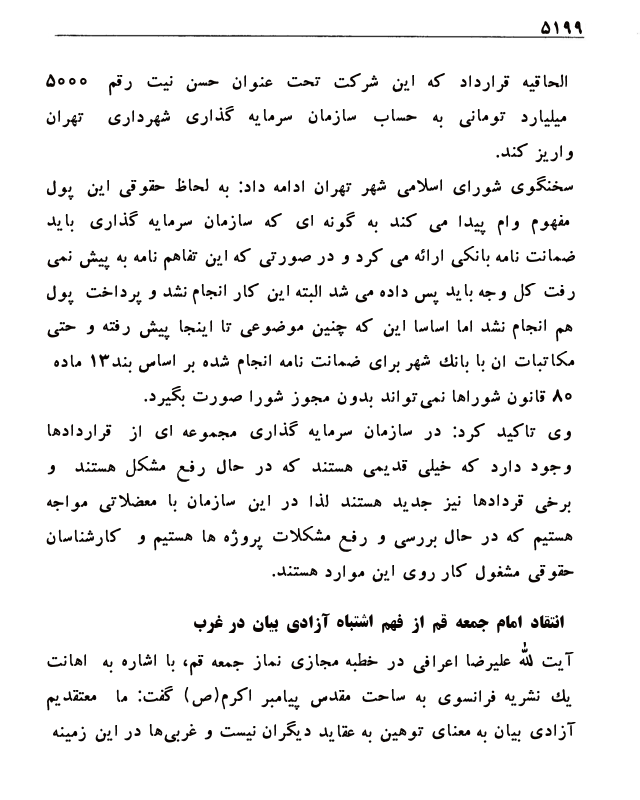 ۵۱۹۹
الحاقیه قرارداد که این شرکت تحت عنوان حسن نیت رقم ۵۰۰۰
میلیارد تومانی به حساب سازمان سرمایه گذاری شهرداری تهران
واریز کند.
سخنگوی شورای اسلامی شهر تهران ادامه داد: به لحاظ حقوقی این پول
مفهوم وام پیدا می کند به گونه ای که سازمان سرمایه گذاری باید
ضمانت نامه بانکی ارائه می کرد و در صورتی که این تفاهم نامه به پیش نمی
رفت کل وجه باید پس داده می شد البته این کار انجام نشد و پرداخت پول
هم انجام نشد اما اساسا این که چنین موضوعی تا اینجا پیش رفته و حتی
مکاتبات ان با بانك شهر برای ضمانت نامه انجام شده بر اساس بند۱۳ ماده
۸۰ قانون شوراها نمی‌تواند بدون مجوز شورا صورت بگیرد.
وی تاکید کرد: در سازمان سرمایه گذاری مجموعه ای از قراردادها
وجود دارد که خیلی قدیمی هستند که در حال رفع مشکل هستند و
برخی قردادها نیز جدید هستند لذا در این سازمان با معضلاتی مواجه
هستیم که در حال بررسی و رفع مشکلات پروژه ها هستیم و کارشناسان
حقوقی مشغول کار روی این موارد هستند.
انتقاد امام جمعه قم از فهم اشتباه آزادی بیان در غرب
آیت لله علیرضا اعرافی در خطبه مجازی نماز جمعه قم، با اشاره به اهانت
یك نشریه فرانسوی به ساحت مقدس پیامبر اکرم(ص) گفت: ما معتقدیم
آزادی بیان به معنای توهین به عقاید دیگران نیست و غربی‌ها در این زمینه